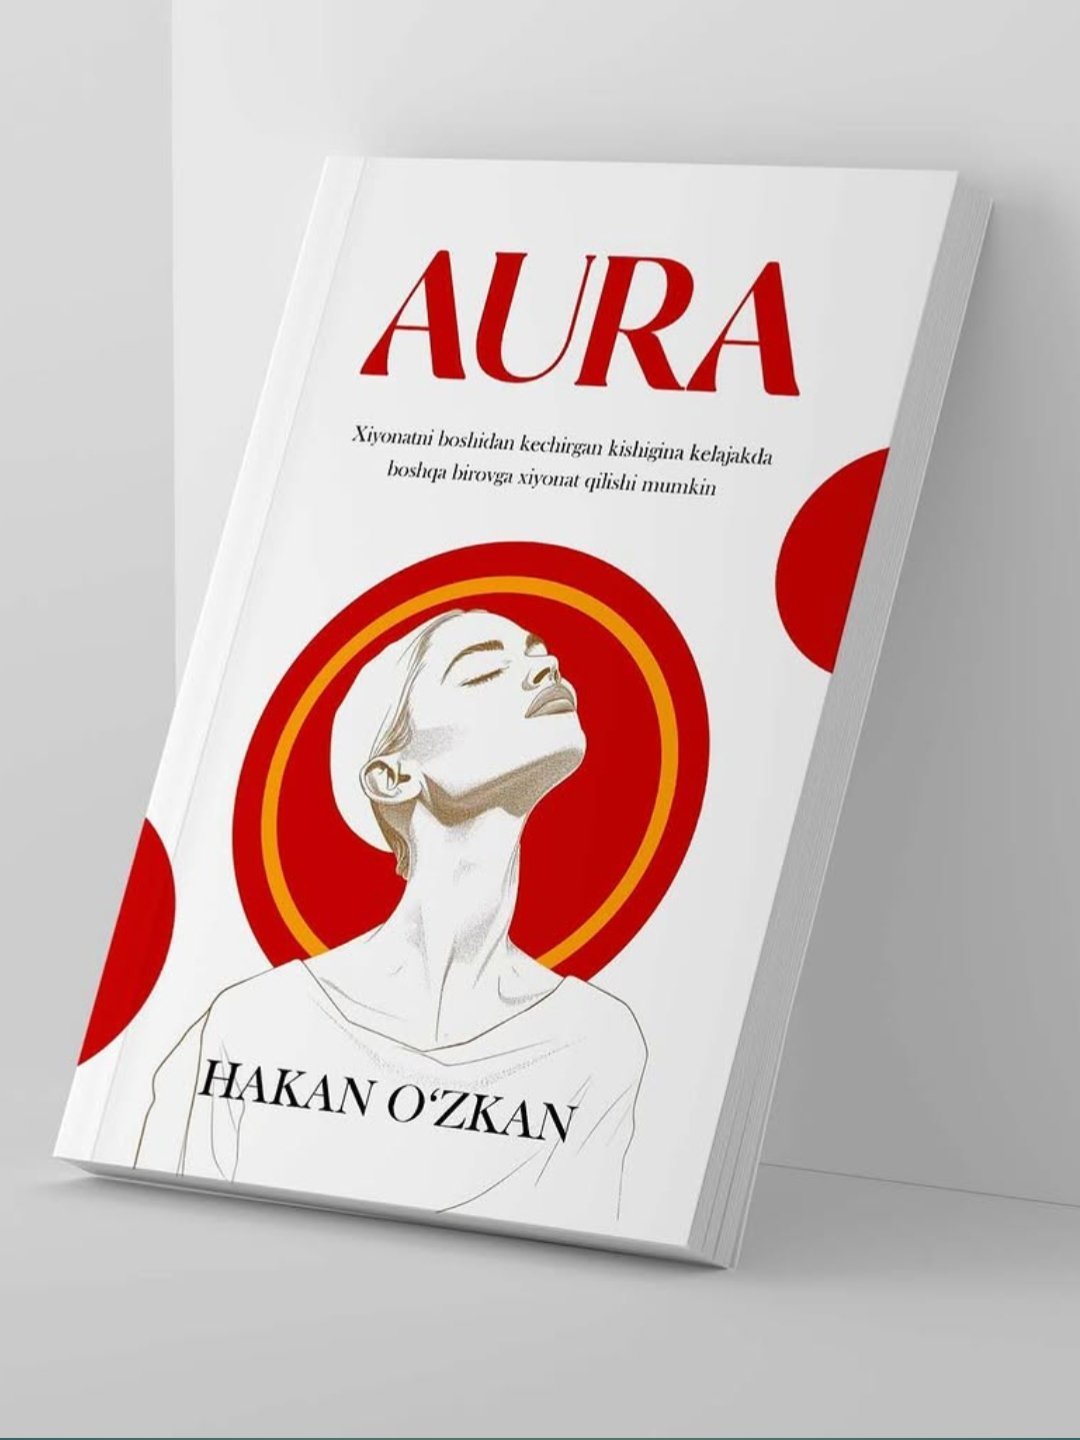 AURA
Xiyonatni boshidan kechirgan kishigina kelajakda
boshqa birovga xiyonat qilishi mumkin
HAKAN O‘ZKAN